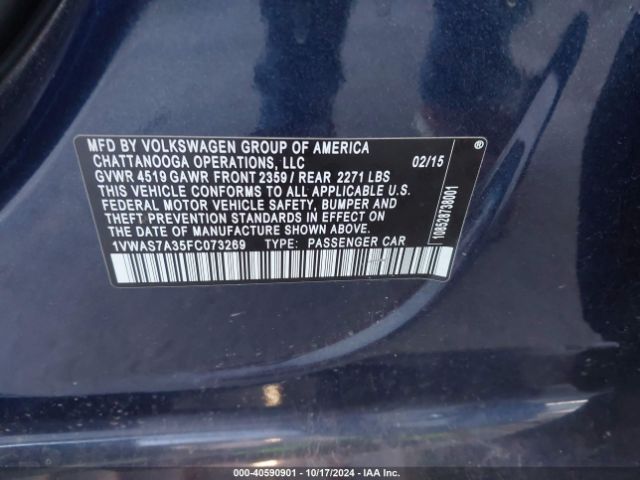 MFD BY VOLKSWAGEN GROUP OF AMERICA
CHATTANOOGA OPERATIONS, LLC 02/15
GVWR 4519 GAWR FRONT 2359 / REAR 2271 LBS
THIS VEHICLE CONFORMS TO ALL APPLICABLE U.S.
FEDERAL MOTOR VEHICLE SAFETY, BUMPER AND
THEFT PREVENTION STANDARDS IN EFFECT ON
THE DATE OF MANUFACTURE SHOWN ABOVE
1VWAS7A35FC073269 TYPE: PASSENGER CAR
®
108528738001
000-40590901 - 10/17/2024 - IAA Inc.